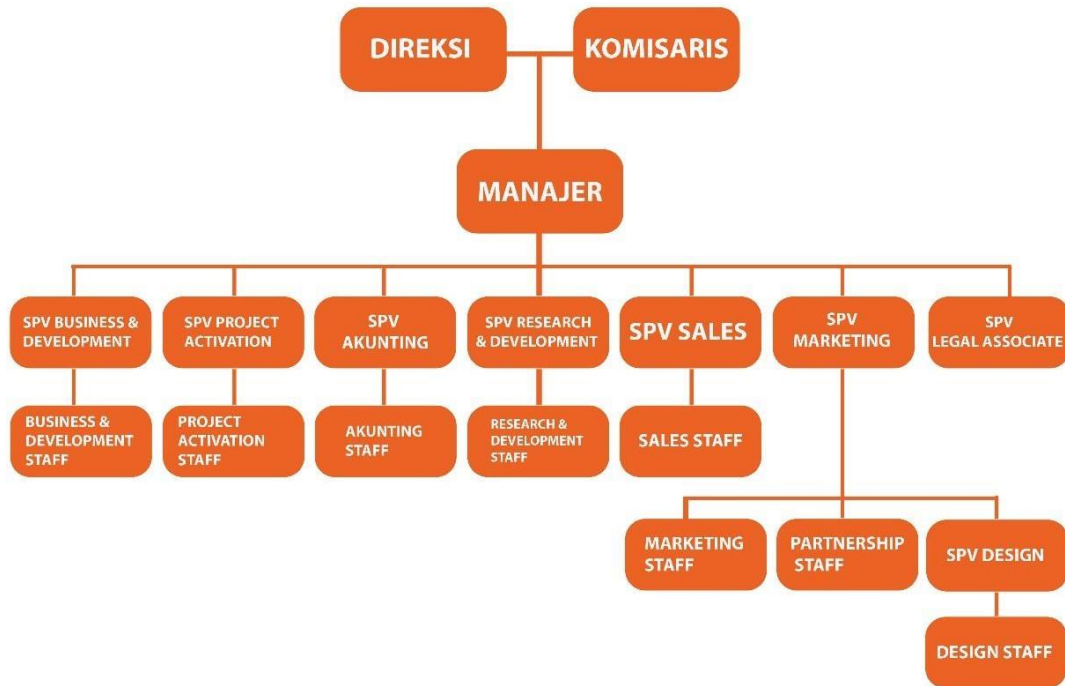 DIREKSI
KOMISARIS
MANAJER
SPV BUSINESS &
DEVELOPMENT
SPV PROJECT
ACTIVATION
SPV
AKUNTING
SPV RESEARCH
& DEVELOPMENT
SPV SALES
SPV
MARKETING
SPV
LEGAL ASSOCIATE
BUSINESS &
DEVELOPMENT
STAFF
PROJECT
ACTIVATION
STAFF
AKUNTING
STAFF
RESEARCH &
DEVELOPMENT
STAFF
SALES STAFF
MARKETING
STAFF
PARTNERSHIP
STAFF
SPV DESIGN
DESIGN STAFF